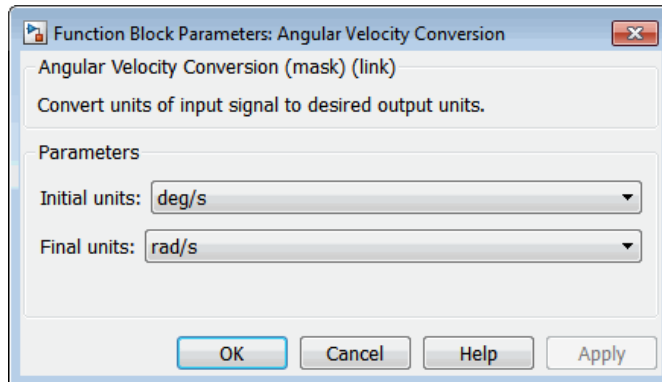 Function Block Parameters: Angular Velocity Conversion
Angular Velocity Conversion (mask) (link)
Convert units of input signal to desired output units.
Parameters
Initial units: deg/s
Final units: rad/s
OK Cancel Help Apply